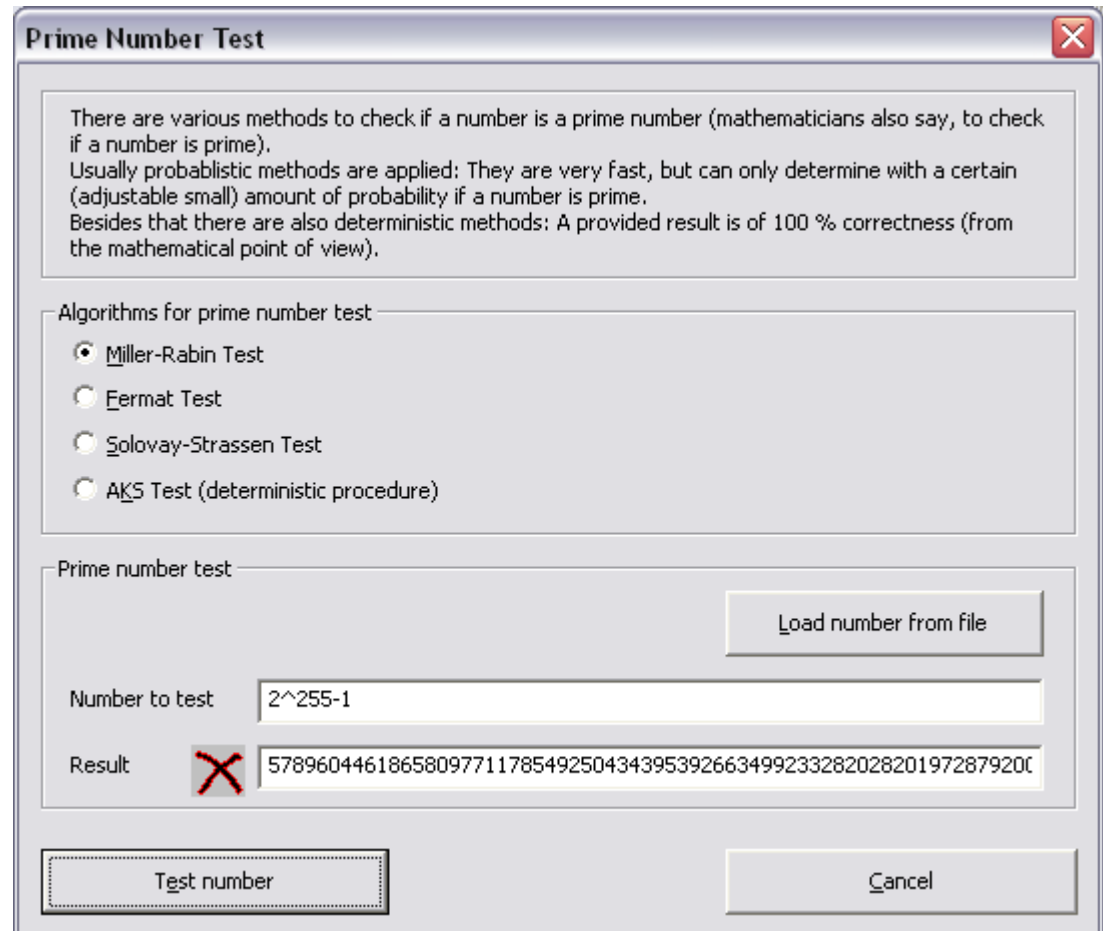 Prime Number Test
There are various methods to check if a number is a prime number (mathematicians also say, to check
if a number is prime).
Usually probablistic methods are applied: They are very fast, but can only determine with a certain
(adjustable small) amount of probability if a number is prime.
Besides that there are also deterministic methods: A provided result is of 100 % correctness (from
the mathematical point of view).
Algorithms for prime number test
Miller-Rabin Test
Fermat Test
Solovay-Strassen Test
AKS Test (deterministic procedure)
Prime number test
Load number from file
Number to test 2^255-1
Result 5789604461865809771178549250434395392663499233282028201972879200
Test number Cancel